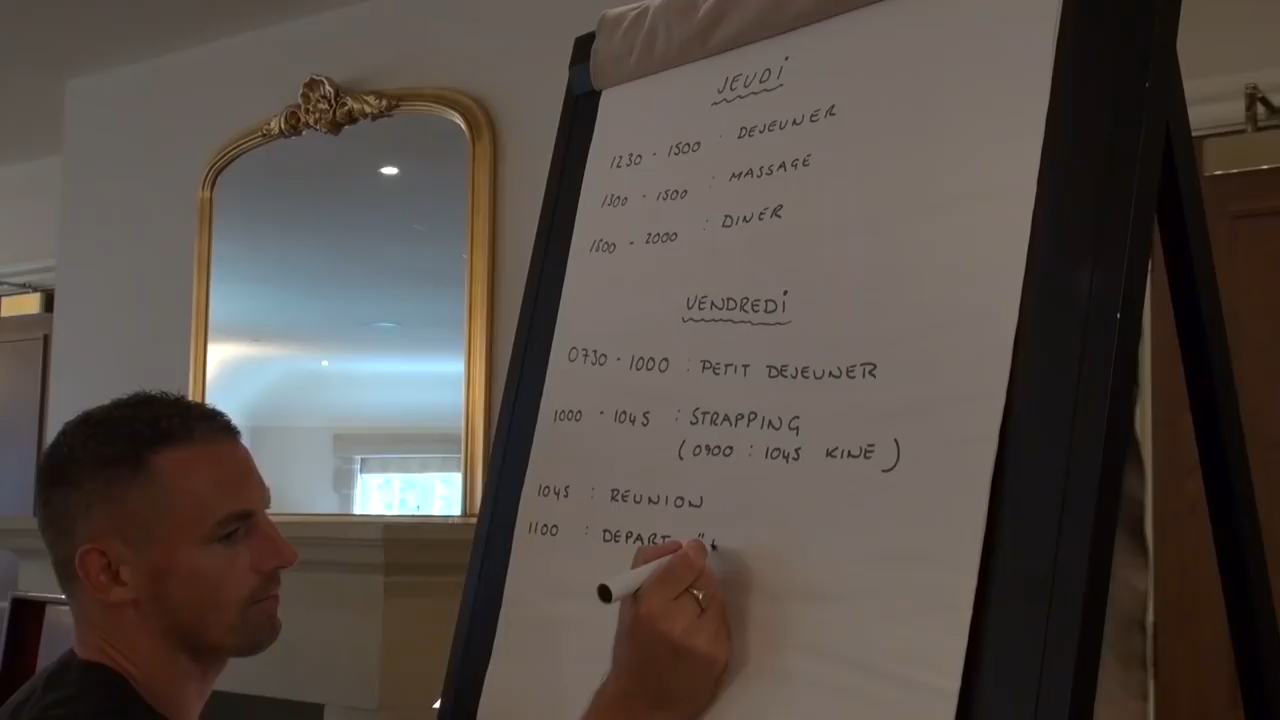 JEUDI
1230 - 1500 : DEJEUNER
1300 - 1500 : MASSAGE
1800 - 2000 : DINER
VENDREDI
0730 - 1000 : PETIT DEJEUNER
1000 - 1045 : STRAPPING
(0900 : 1045 KINE)
1045 : REUNION
1100 : DEPART "